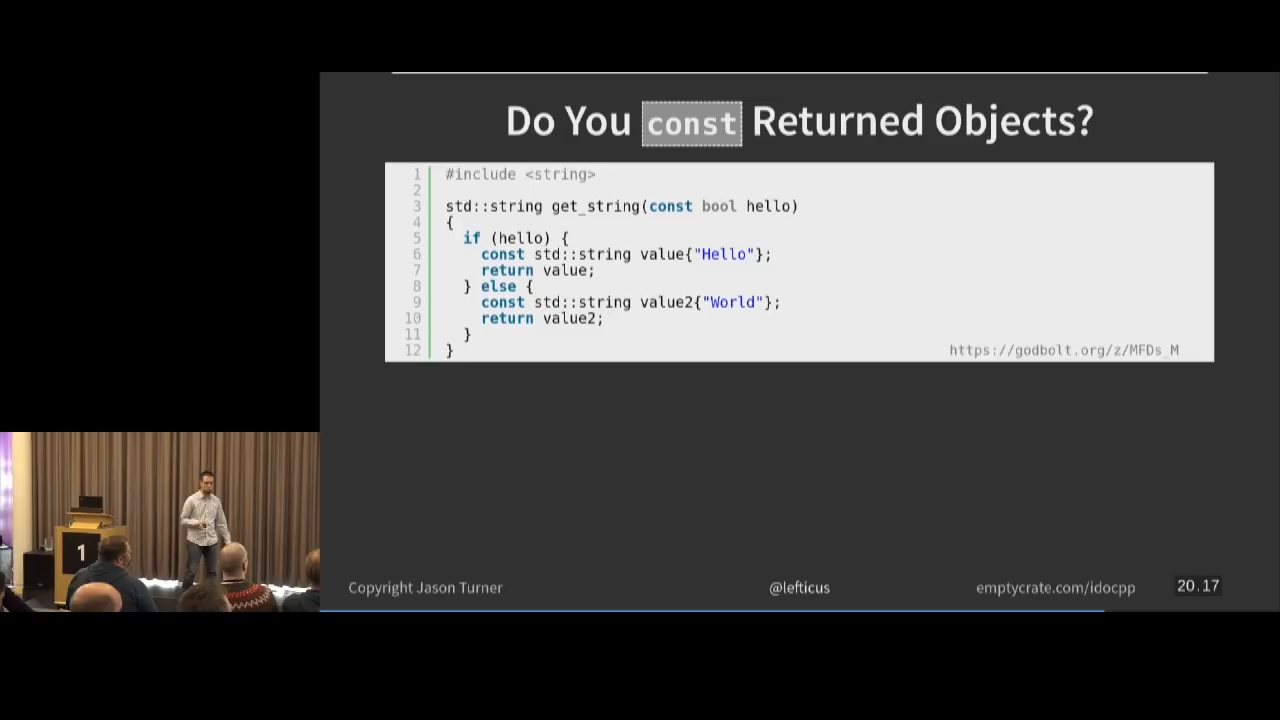 Do You const Returned Objects?
1 #include <string>
2
3 std::string get_string(const bool hello)
4 {
5 if (hello) {
6 const std::string value{"Hello"};
7 return value;
8 } else {
9 const std::string value2{"World"};
10 return value2;
11 }
12 }
https://godbolt.org/z/MFDs_M
1
Copyright Jason Turner
@lefticus
emptycrate.com/idocpp
20.17